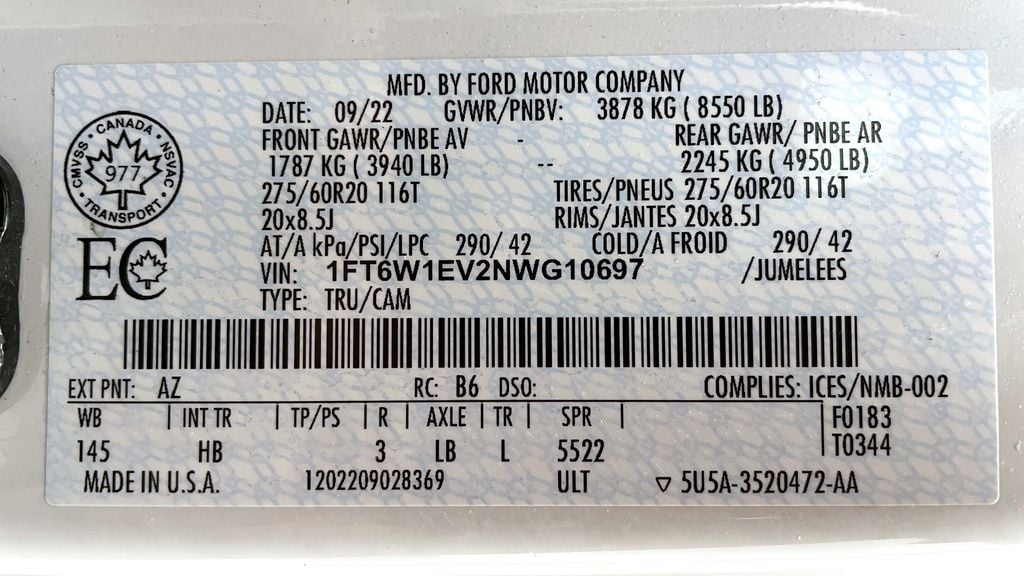 MFD. BY FORD MOTOR COMPANY
DATE: 09/22 GVWR/PNBV: 3878 KG ( 8550 LB)
FRONT GAWR/PNBE AV - REAR GAWR/ PNBE AR
1787 KG ( 3940 LB) -- 2245 KG ( 4950 LB)
275/60R20 116T TIRES/PNEUS 275/60R20 116T
20x8.5J RIMS/JANTES 20x8.5J
AT/A kPa/PSI/LPC 290/ 42 COLD/A FROID 290/ 42
VIN: 1FT6W1EV2NWG10697 /JUMELEES
TYPE: TRU/CAM
CANADA
CMVSS 977 NSVAC
TRANSPORT
EC
EXT PNT: AZ RC: B6 DSO: COMPLIES: ICES/NMB-002
WB | INT TR | TP/PS | R | AXLE | TR | SPR | F0183
145 HB 3 LB L 5522 T0344
MADE IN U.S.A. 1202209028369 ULT ▽ 5U5A-3520472-AA